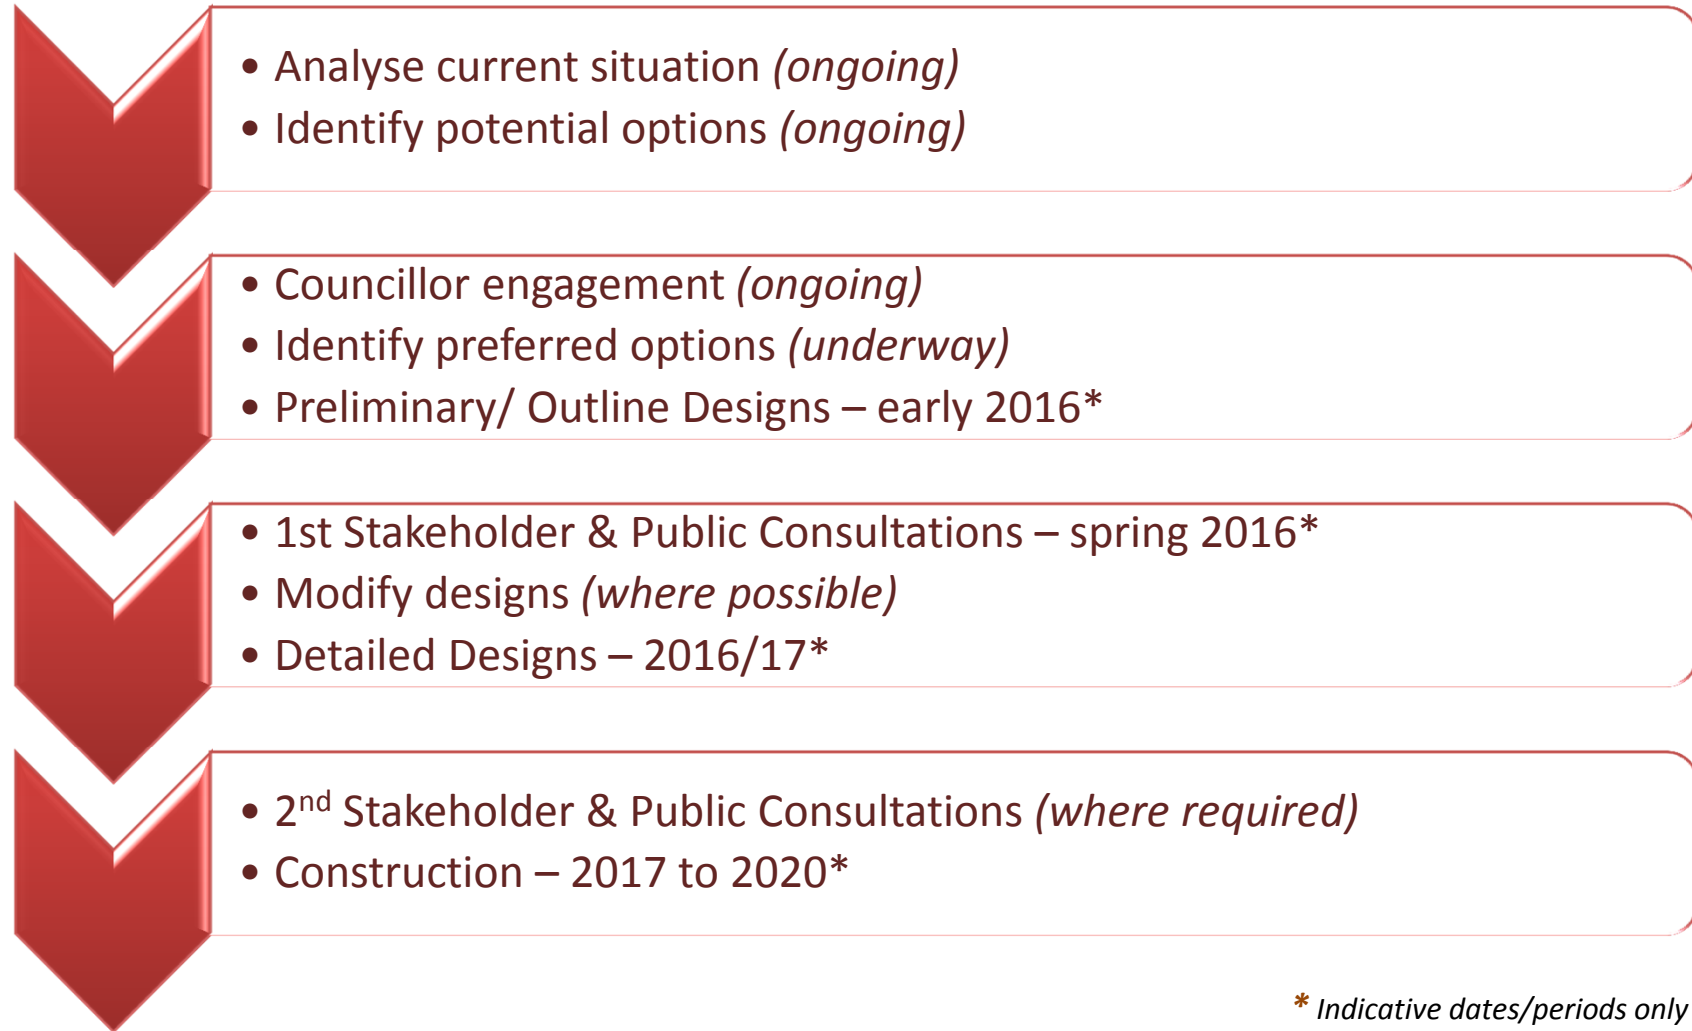 • Analyse current situation (ongoing)
• Identify potential options (ongoing)
• Councillor engagement (ongoing)
• Identify preferred options (underway)
• Preliminary/ Outline Designs – early 2016*
• 1st Stakeholder & Public Consultations – spring 2016*
• Modify designs (where possible)
• Detailed Designs – 2016/17*
• 2nd Stakeholder & Public Consultations (where required)
• Construction – 2017 to 2020*
* Indicative dates/periods only